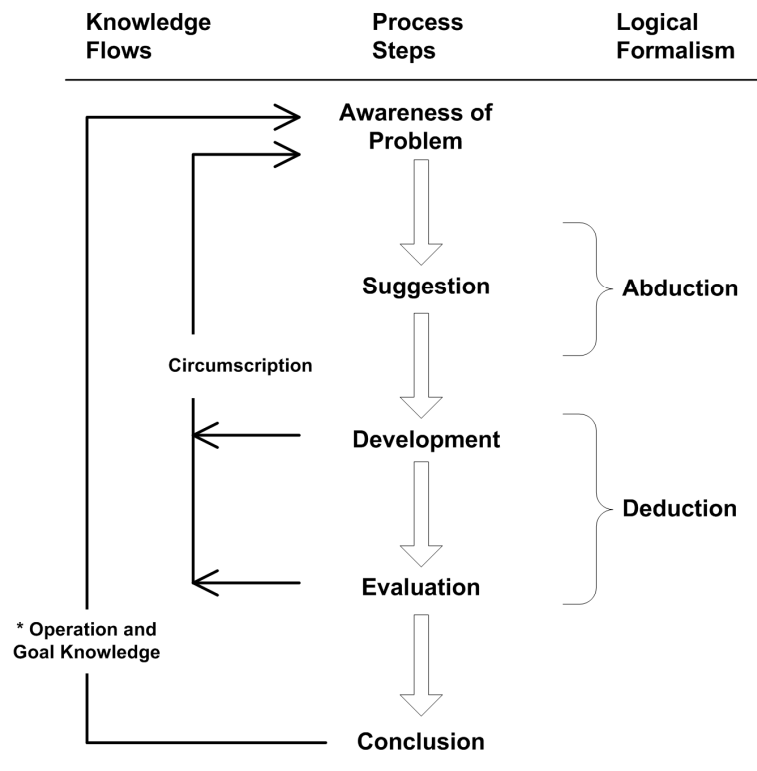 Knowledge
Flows
Process
Steps
Logical
Formalism
Awareness of
Problem
Suggestion
Abduction
Circumscription
Development
Deduction
Evaluation
* Operation and
Goal Knowledge
Conclusion